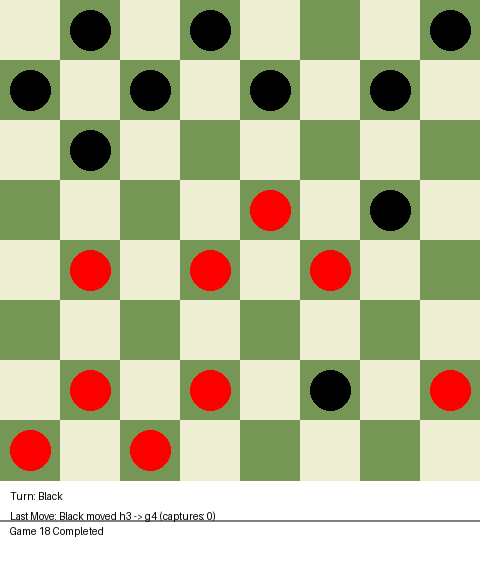 Turn: Black
Last Move: Black moved h3 -> g4 (captures: 0)
Game 18 Completed